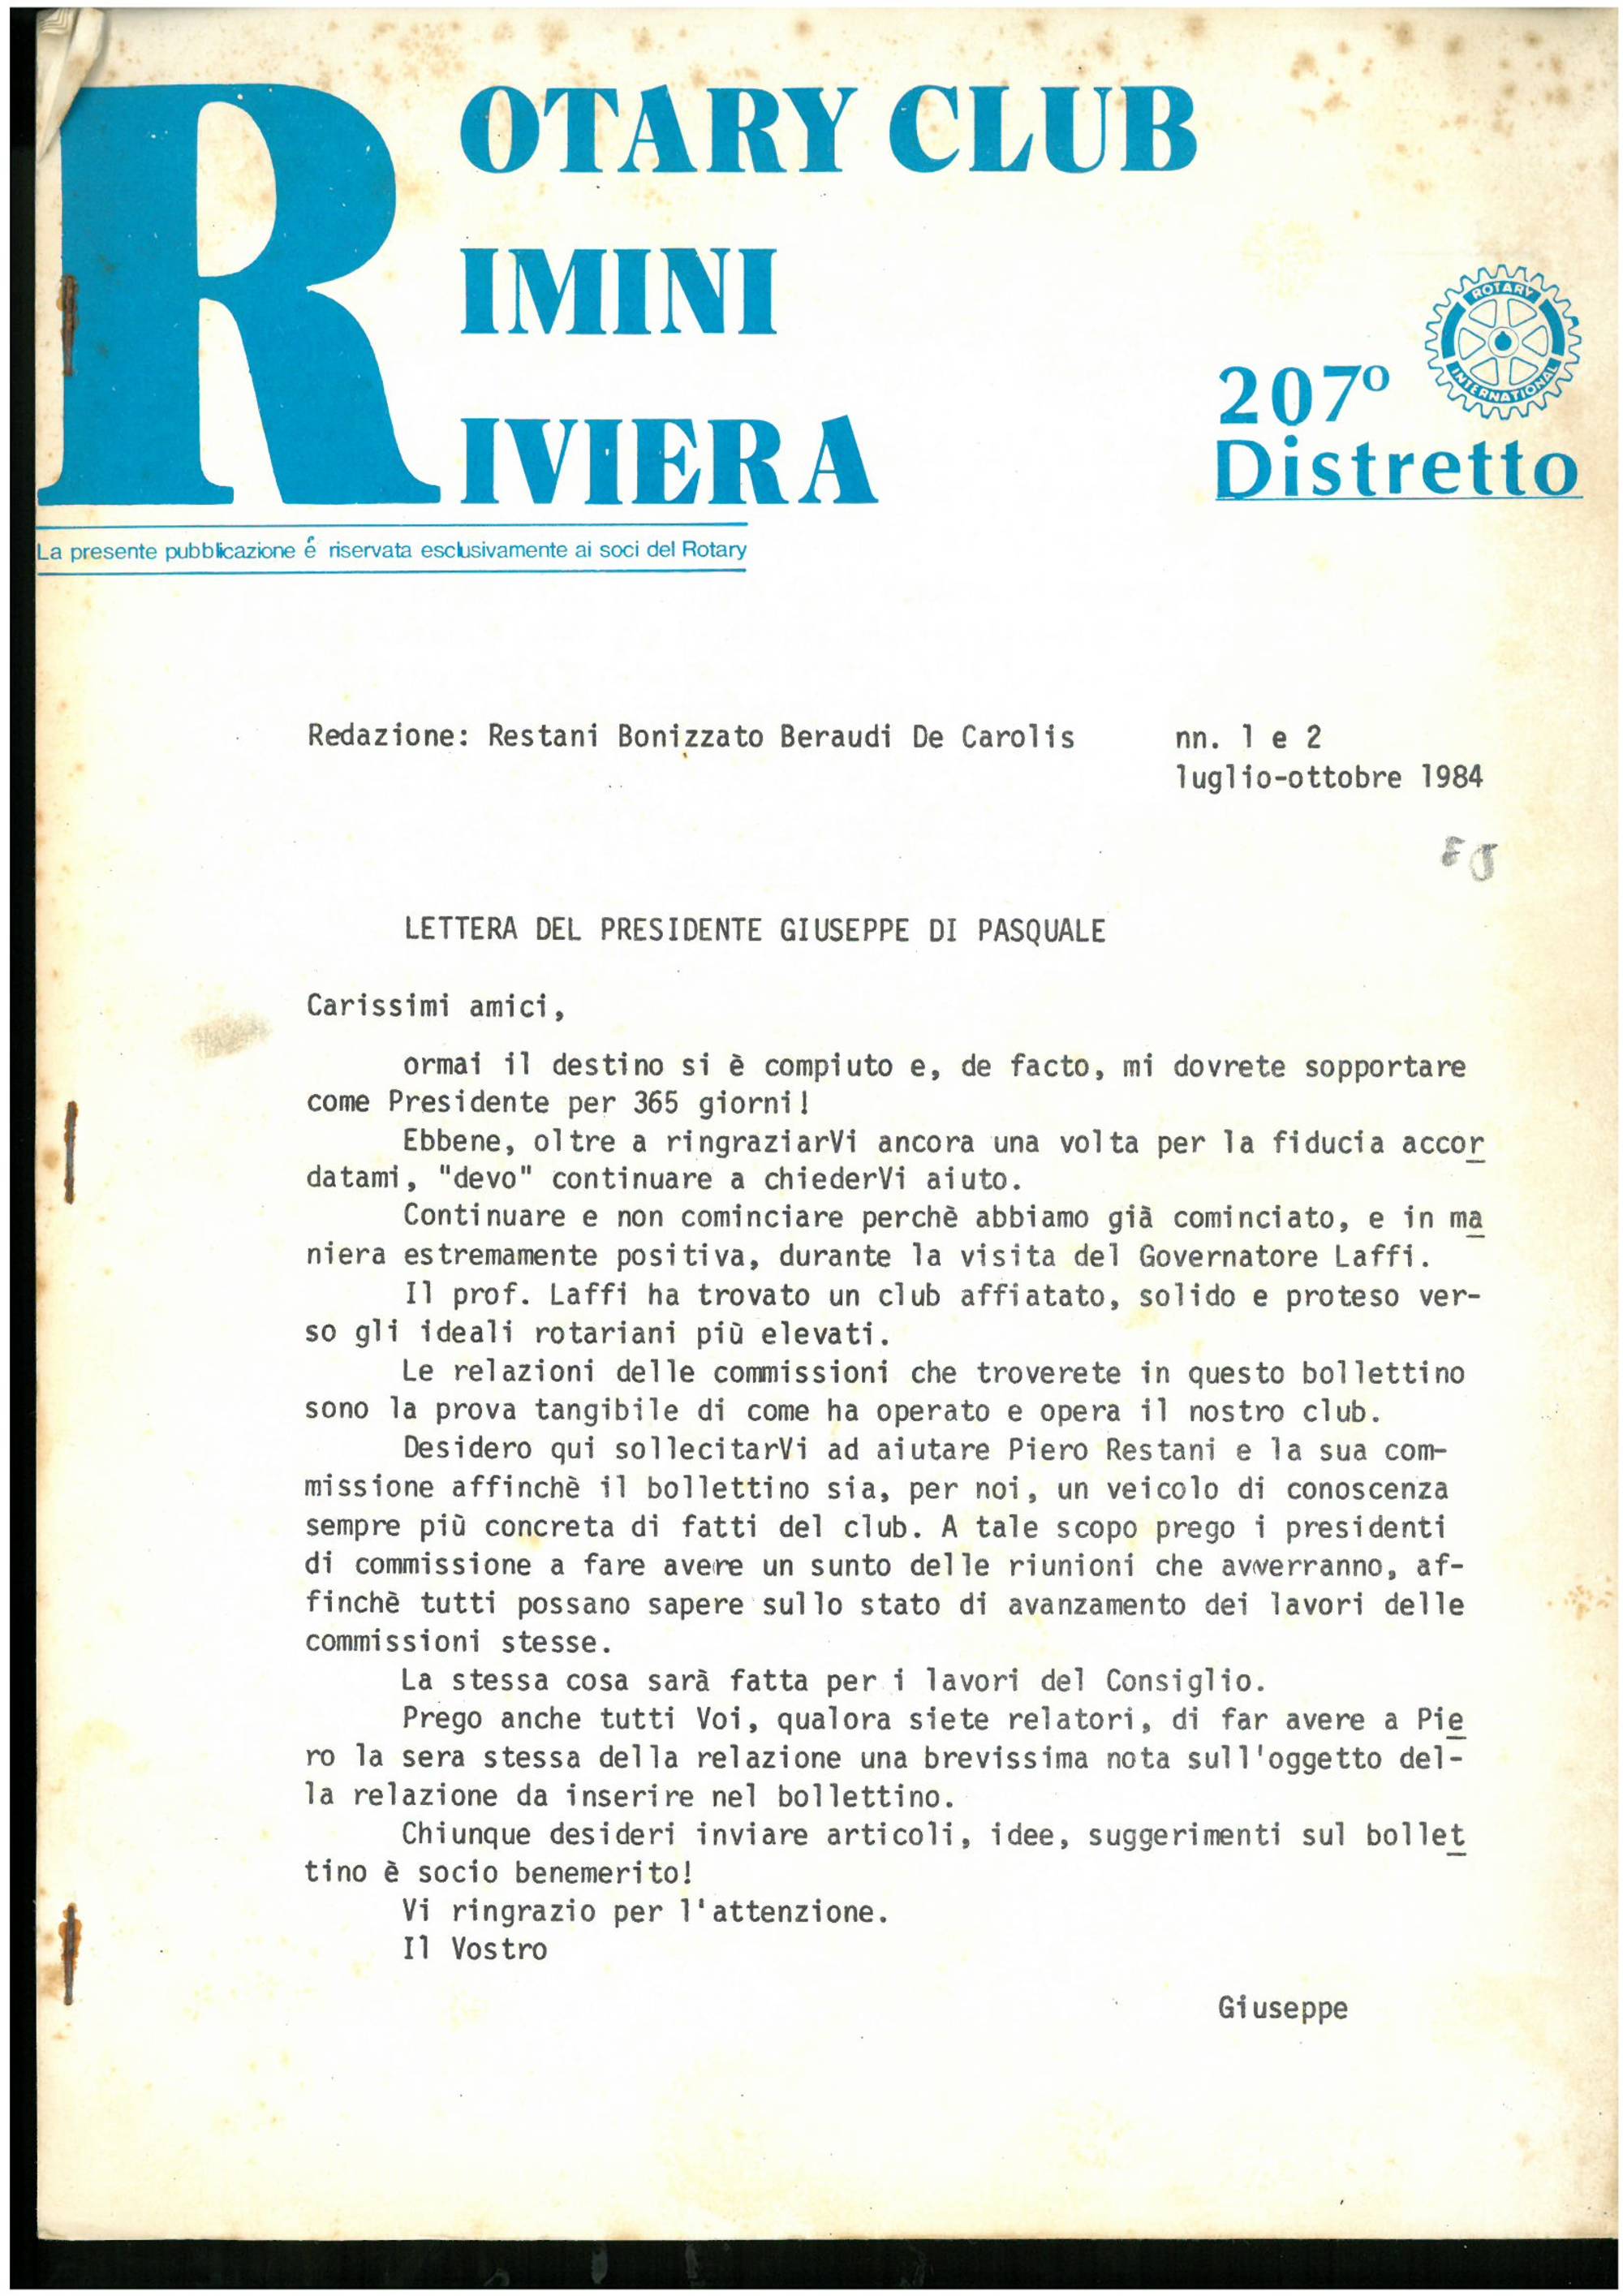 ROTARY CLUB
RIMINI
RIVIERA
ROTARY
INTERNATIONAL
207º
Distretto
La presente pubblicazione é riservata esclusivamente ai soci del Rotary
Redazione: Restani Bonizzato Beraudi De Carolis nn. 1 e 2
luglio-ottobre 1984
LETTERA DEL PRESIDENTE GIUSEPPE DI PASQUALE
Carissimi amici,
ormai il destino si è compiuto e, de facto, mi dovrete sopportare
come Presidente per 365 giorni!
Ebbene, oltre a ringraziarVi ancora una volta per la fiducia accor
datami, "devo" continuare a chiederVi aiuto.
Continuare e non cominciare perchè abbiamo già cominciato, e in ma
niera estremamente positiva, durante la visita del Governatore Laffi.
Il prof. Laffi ha trovato un club affiatato, solido e proteso ver-
so gli ideali rotariani più elevati.
Le relazioni delle commissioni che troverete in questo bollettino
sono la prova tangibile di come ha operato e opera il nostro club.
Desidero qui sollecitarVi ad aiutare Piero Restani e la sua com-
missione affinchè il bollettino sia, per noi, un veicolo di conoscenza
sempre più concreta di fatti del club. A tale scopo prego i presidenti
di commissione a fare avere un sunto delle riunioni che avverranno, af-
finchè tutti possano sapere sullo stato di avanzamento dei lavori delle
commissioni stesse.
La stessa cosa sarà fatta per i lavori del Consiglio.
Prego anche tutti Voi, qualora siete relatori, di far avere a Pie
ro la sera stessa della relazione una brevissima nota sull'oggetto del-
la relazione da inserire nel bollettino.
Chiunque desideri inviare articoli, idee, suggerimenti sul bollet
tino è socio benemerito!
Vi ringrazio per l'attenzione.
Il Vostro
Giuseppe